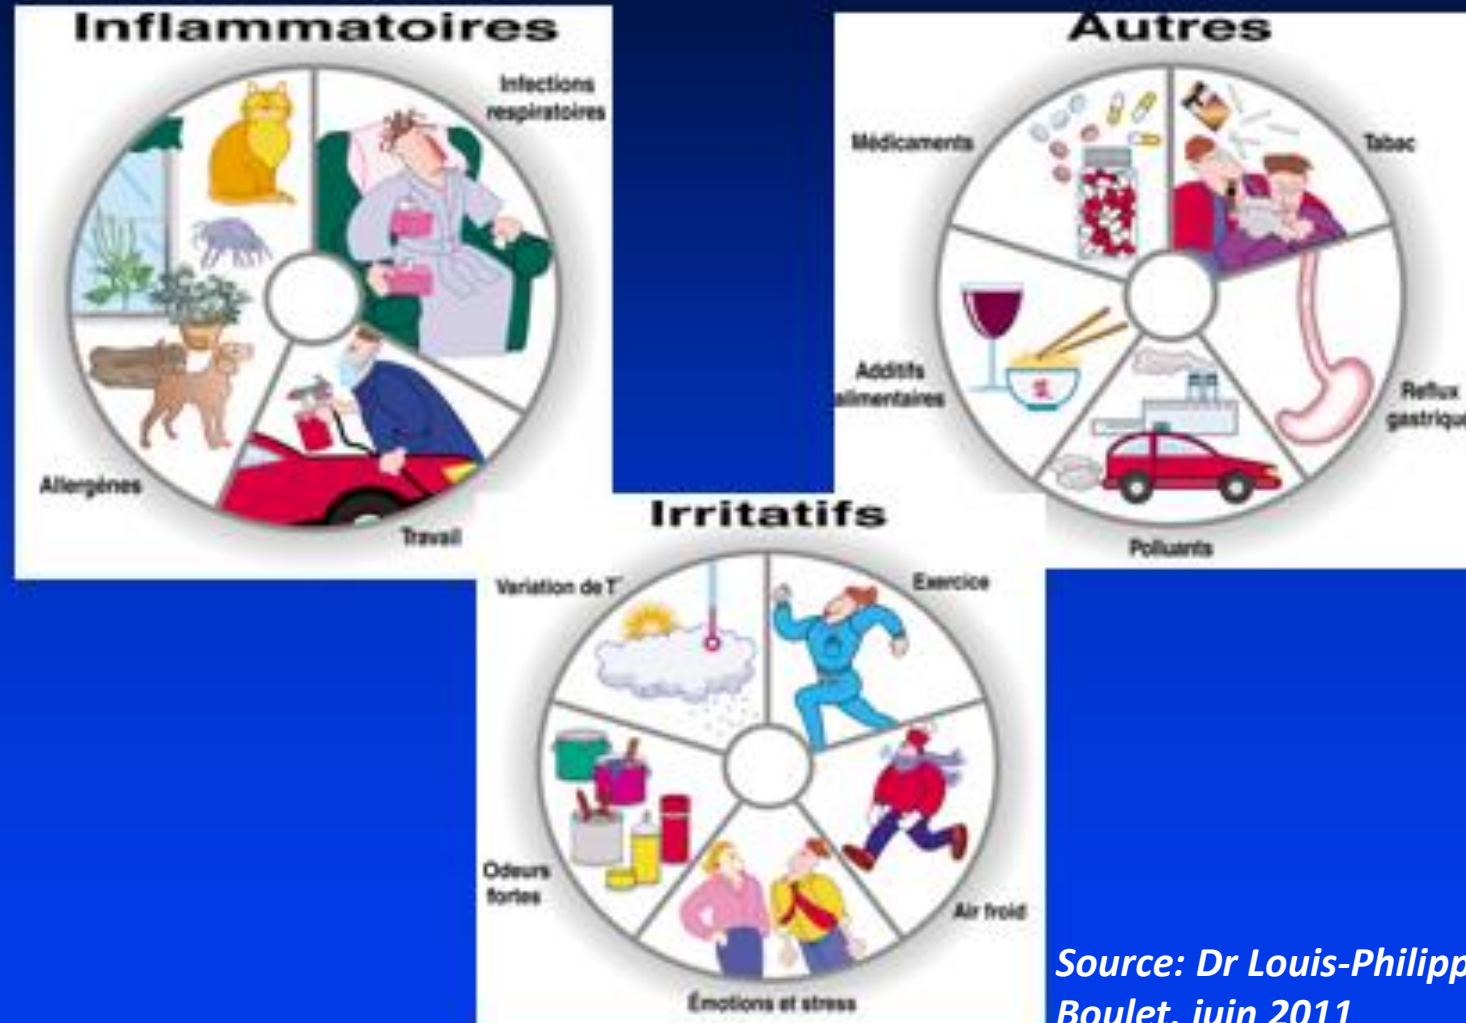 Inflammatoires
Infections
respiratoires
Allergènes
Travail
Autres
Médicaments
Tabac
Additifs
alimentaires
Reflux
gastrique
Polluants
Irritatifs
Variation de T°
Exercice
Odeurs
fortes
Air froid
Émotions et stress
Source: Dr Louis-Philipp
Boulet, juin 2011